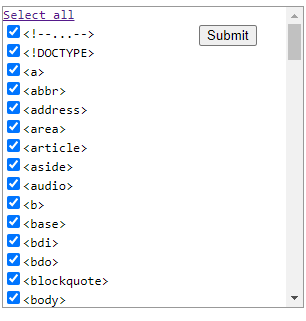 Select all
<!--...--> Submit
<!DOCTYPE>
<a>
<abbr>
<address>
<area>
<article>
<aside>
<audio>
<b>
<base>
<bdi>
<bdo>
<blockquote>
<body>